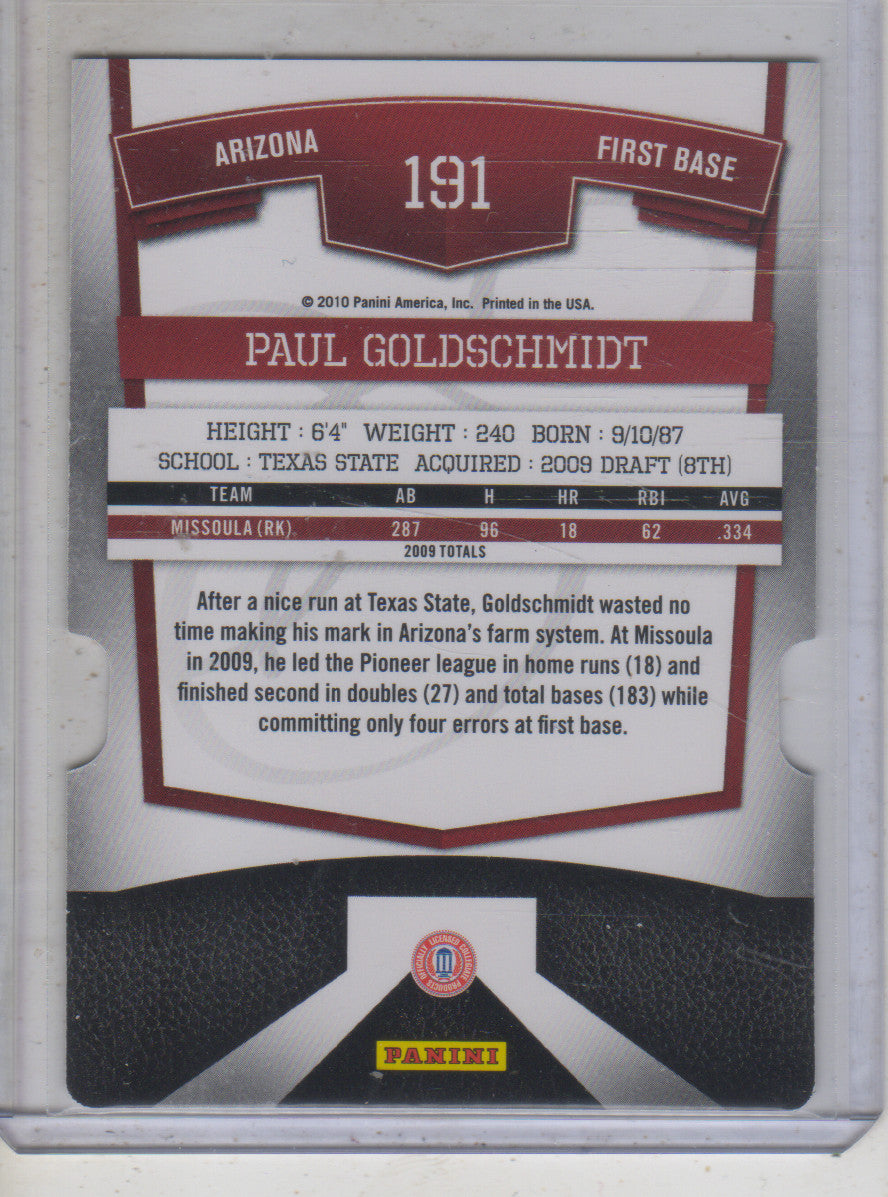 ARIZONA
191
FIRST BASE
© 2010 Panini America, Inc. Printed in the USA.
PAUL GOLDSCHMIDT
HEIGHT : 6'4" WEIGHT : 240 BORN : 9/10/87
SCHOOL : TEXAS STATE ACQUIRED : 2009 DRAFT (8TH)
TEAM AB H HR RBI AVG
MISSOULA (RK) 287 96 18 62 .334
2009 TOTALS
After a nice run at Texas State, Goldschmidt wasted no
time making his mark in Arizona's farm system. At Missoula
in 2009, he led the Pioneer league in home runs (18) and
finished second in doubles (27) and total bases (183) while
committing only four errors at first base.
OFFICIALLY LICENSED COLLEGIATE PRODUCTS
PANINI